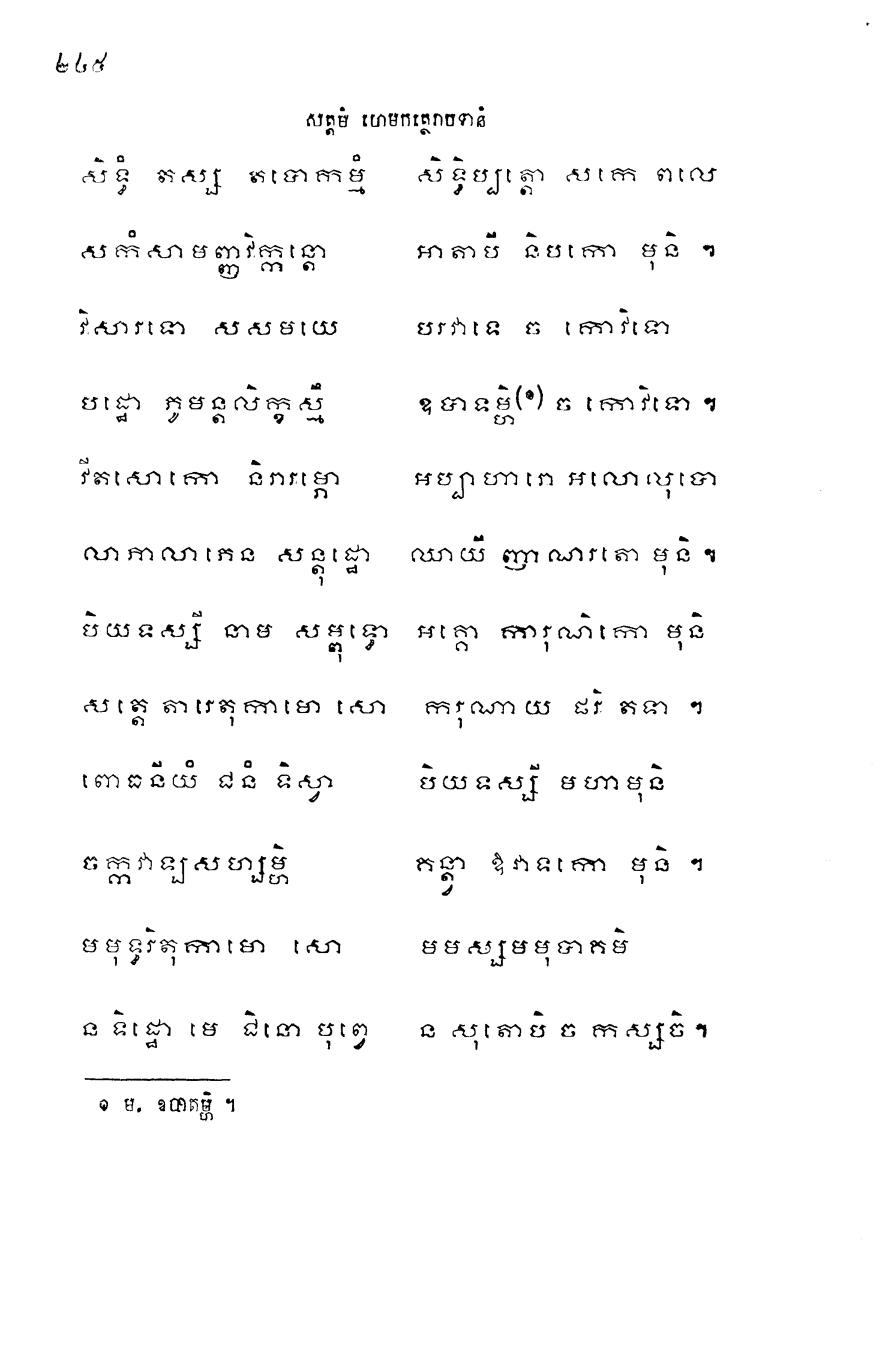 ២៤៥
សត្តមំ ហេមកត្ថេរាបទានំ
សិទ្ធំ តស្ស តទោកម្មំ សិទ្ធិប្បត្តោ សកេ ពលេ
សកំសាមញ្ញវិក្កន្តោ អាតាបី និបកោ មុនិ ។
វិសារទោ សសមយេ បរវាទេ ច កោវិទោ
បដ្ឋោ ភូមន្តលិក្ខស្មឹ ឧបាទម្ហិ(១) ច កោវិទោ ។
វីតសោកោ និរារម្ភោ អប្បាហារោ អលោលុបោ
លាភាលាភេន សន្តុដ្ឋោ ឈាយី ញាណរតោ មុនិ ។
បិយទស្សី នាម សម្ពុទ្ធោ អគ្គោ ការុណិកោ មុនិ
សត្តេ តារេតុកាមោ សោ ករុណាយ ផរិ តទា ។
ពោធនីយំ ជនំ ទិស្វា បិយទស្សី មហាមុនិ
ចក្កវាឡសហស្សម្ហិ គន្ត្វា ឱវាទកោ មុនិ ។
មមុទ្ធរិតុកាមោ សោ មមស្សមមុបាគមិ
ន ទិដ្ឋោ មេ ជិនោ បុព្វេ ន សុតោបិ ច កស្សចិ ។
១ ម. ឧប្បាតម្ហិ ។